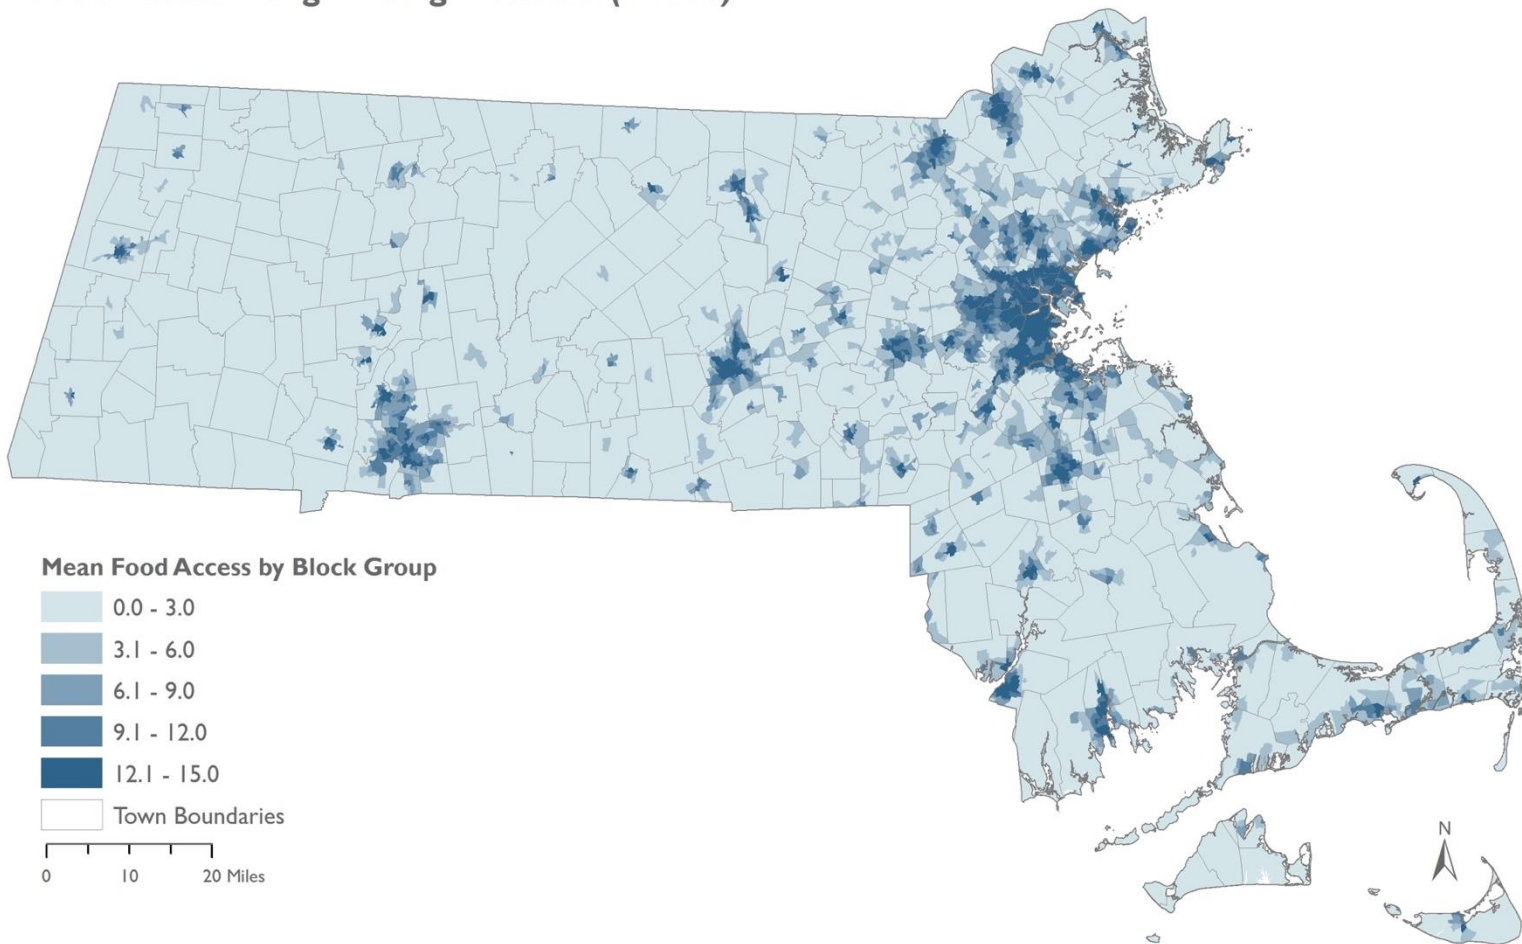 Mean Food Access by Block Group
0.0 - 3.0
3.1 - 6.0
6.1 - 9.0
9.1 - 12.0
12.1 - 15.0
Town Boundaries
0 10 20 Miles
N